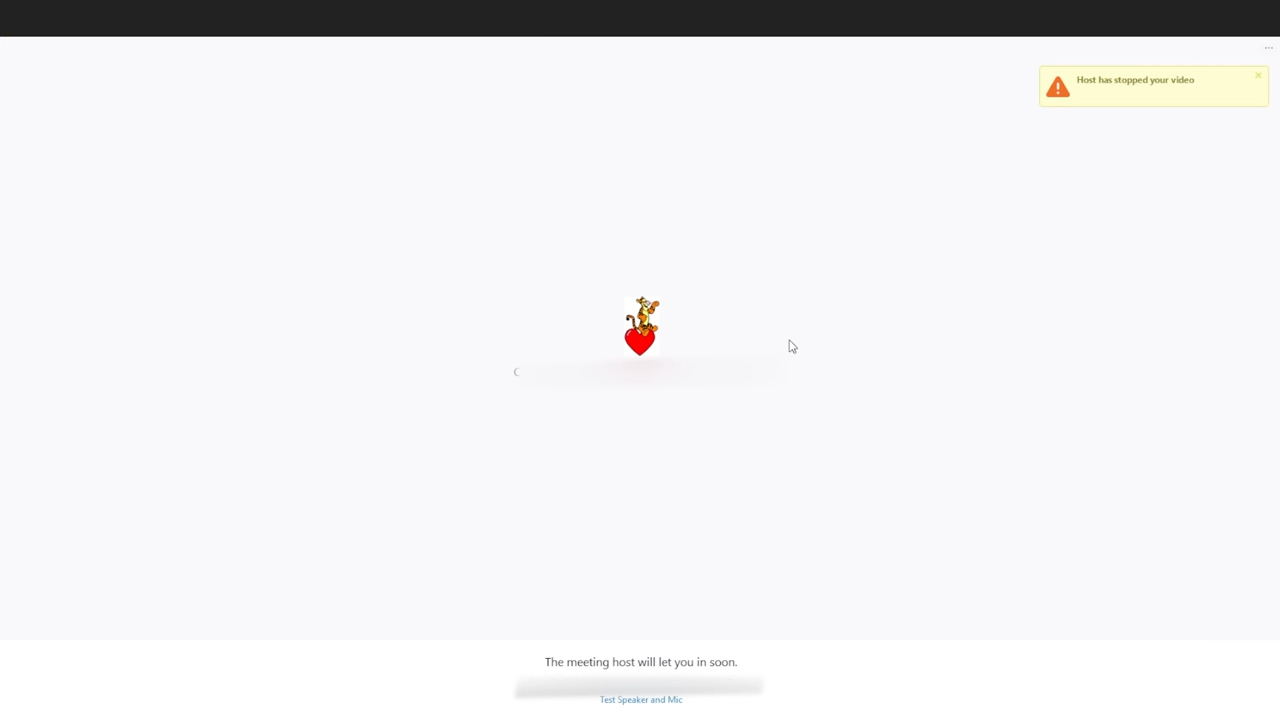 Host has stopped your video
The meeting host will let you in soon.
Test Speaker and Mic